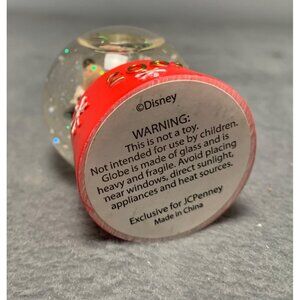 ©Disney
WARNING:
This is not a toy.
Not intended for use by children.
Globe is made of glass and is
heavy and fragile. Avoid placing
near windows, direct sunlight,
appliances and heat sources.
Exclusive for JCPenney
Made in China